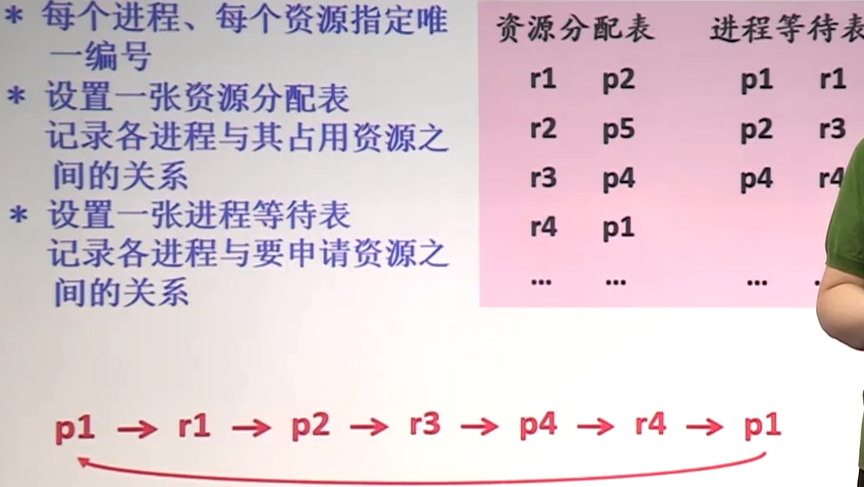 * 每个进程、每个资源指定唯
一编号
* 设置一张资源分配表
记录各进程与其占用资源之
间的关系
* 设置一张进程等待表
记录各进程与要申请资源之
间的关系
资源分配表 进程等待表
r1 p2 p1 r1
r2 p5 p2 r3
r3 p4 p4 r4
r4 p1
... ... ...
p1 → r1 → p2 → r3 → p4 → r4 → p1